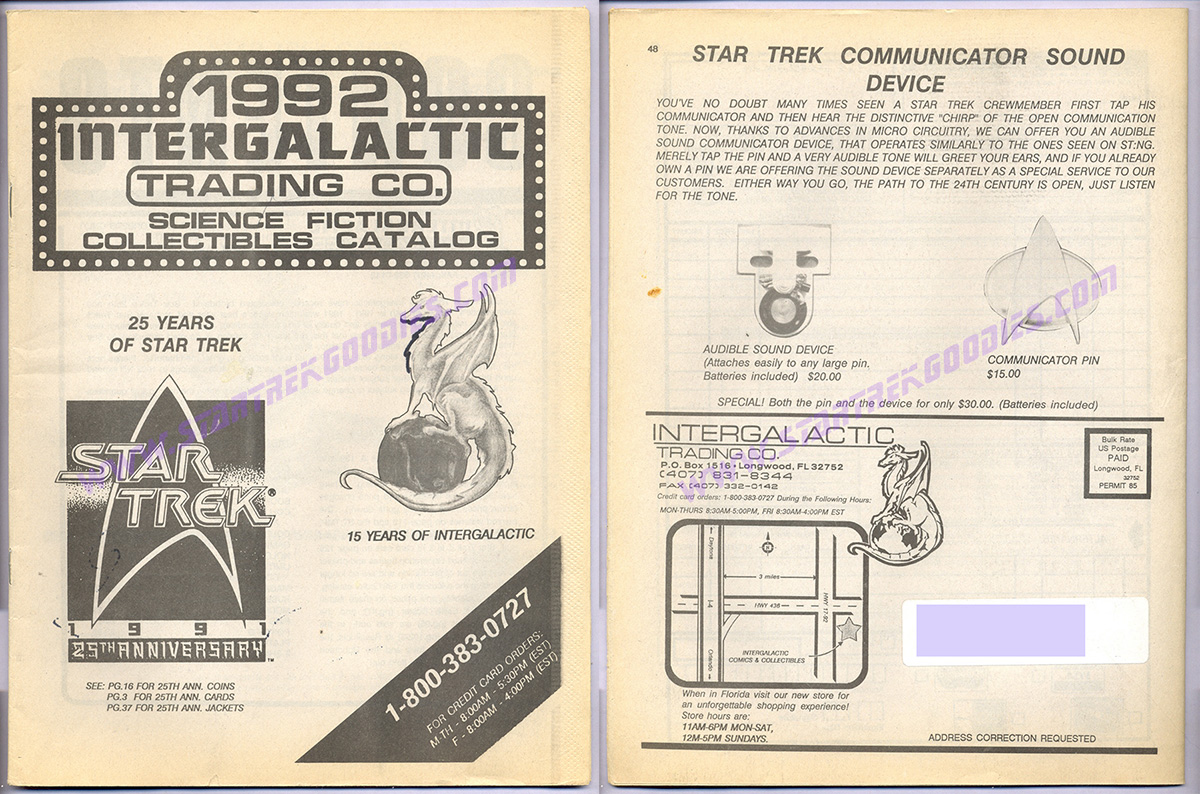 1992
INTERGALACTIC
TRADING CO.
SCIENCE FICTION
COLLECTIBLES CATALOG
25 YEARS
OF STAR TREK
STAR
TREK®
1991
25TH ANNIVERSARY™
15 YEARS OF INTERGALACTIC
SEE: PG.16 FOR 25TH ANN. COINS
PG.3 FOR 25TH ANN. CARDS
PG.37 FOR 25TH ANN. JACKETS
1-800-383-0727
FOR CREDIT CARD ORDERS:
M-TH - 8:00AM - 5:30PM (EST)
F - 8:00AM - 4:00PM (EST)
WWW.STARTREKGOODIES.COM
48
STAR TREK COMMUNICATOR SOUND
DEVICE
YOU'VE NO DOUBT MANY TIMES SEEN A STAR TREK CREWMEMBER FIRST TAP HIS
COMMUNICATOR AND THEN HEAR THE DISTINCTIVE "CHIRP" OF THE OPEN COMMUNICATION
TONE. NOW, THANKS TO ADVANCES IN MICRO CIRCUITRY, WE CAN OFFER YOU AN AUDIBLE
SOUND COMMUNICATOR DEVICE, THAT OPERATES SIMILARLY TO THE ONES SEEN ON ST:NG.
MERELY TAP THE PIN AND A VERY AUDIBLE TONE WILL GREET YOUR EARS, AND IF YOU ALREADY
OWN A PIN WE ARE OFFERING THE SOUND DEVICE SEPARATELY AS A SPECIAL SERVICE TO OUR
CUSTOMERS. EITHER WAY YOU GO, THE PATH TO THE 24TH CENTURY IS OPEN, JUST LISTEN
FOR THE TONE.
AUDIBLE SOUND DEVICE
(Attaches easily to any large pin.
Batteries included) $20.00
COMMUNICATOR PIN
$15.00
SPECIAL! Both the pin and the device for only $30.00. (Batteries included)
INTERGALACTIC
TRADING CO.
P.O. Box 1516 • Longwood, FL 32752
(407) 831-8344
FAX (407) 332-0142
Credit card orders: 1-800-383-0727 During the Following Hours:
MON-THURS 8:30AM-5:00PM, FRI 8:30AM-4:00PM EST
Bulk Rate
US Postage
PAID
Longwood, FL
32752
PERMIT 85
Daytona
N
3 miles
I-4
HWY 436
HWY 17-92
Orlando
INTERGALACTIC
COMICS & COLLECTIBLES
When in Florida visit our new store for
an unforgettable shopping experience!
Store hours are:
11AM-6PM MON-SAT,
12M-5PM SUNDAYS.
ADDRESS CORRECTION REQUESTED
WWW.STARTREKGOODIES.COM